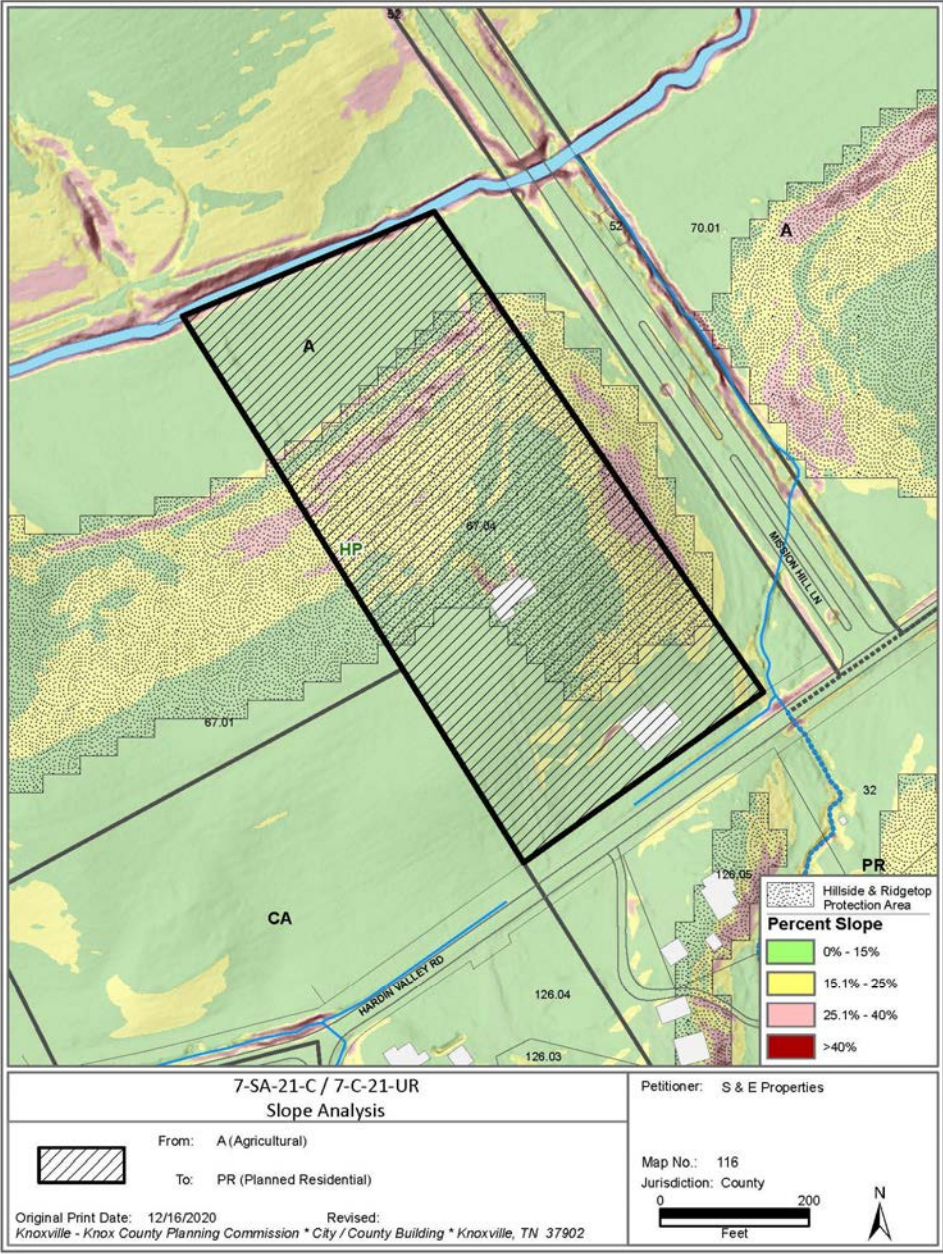 52
52
70.01
A
A
67.04
HP
MISSION HILL LN
67.01
32
PR
126.05
CA
HARDIN VALLEY RD
126.04
126.03
Hillside & Ridgetop
Protection Area
Percent Slope
0% - 15%
15.1% - 25%
25.1% - 40%
>40%
7-SA-21-C / 7-C-21-UR
Slope Analysis
From: A (Agricultural)
To: PR (Planned Residential)
Original Print Date: 12/16/2020 Revised:
Knoxville - Knox County Planning Commission * City / County Building * Knoxville, TN 37902
Petitioner: S & E Properties
Map No.: 116
Jurisdiction: County
0 200
Feet
N